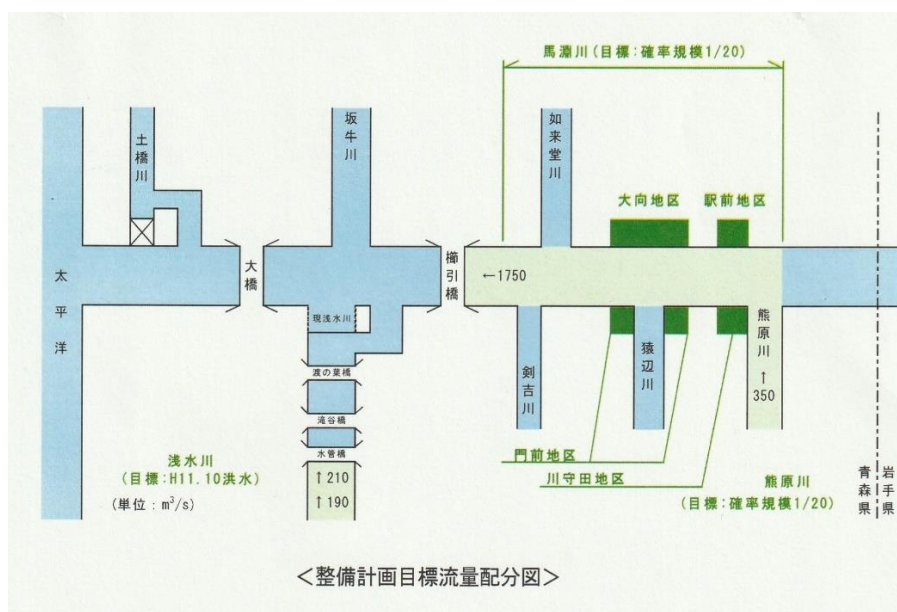 馬淵川(目標:確率規模1/20)
土橋川
坂牛川
如来堂川
大向地区
駅前地区
太平洋
大橋
櫛引橋
←1750
現浅水川
渡の葉橋
滝谷橋
水管橋
剣吉川
猿辺川
熊原川
↑
350
浅水川
(目標:H11.10洪水)
(単位:m³/s)
↑210
↑190
門前地区
川守田地区
熊原川
(目標:確率規模1/20)
青森県
岩手県
＜整備計画目標流量配分図＞